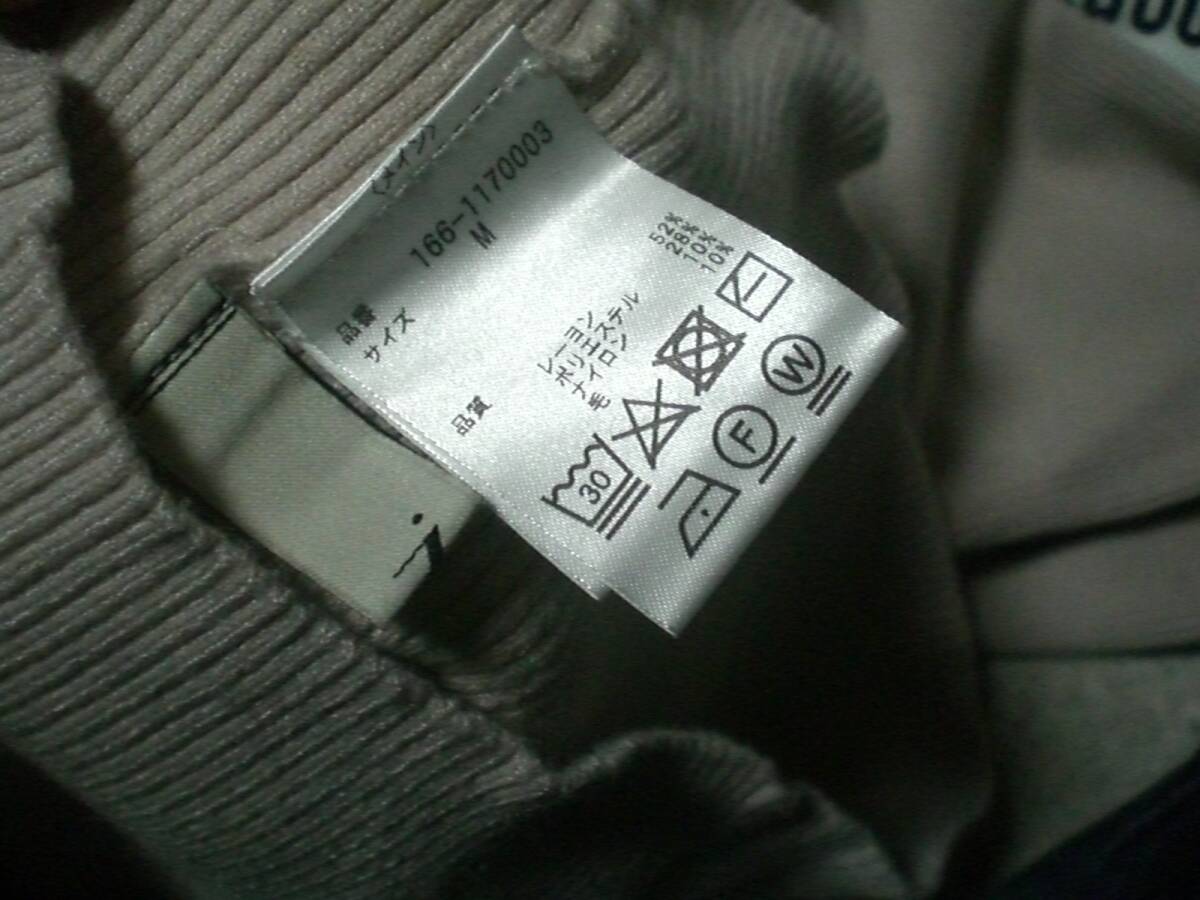 品番 166-1170003
サイズ M
〈メイン〉
品質
レーヨン 52%
ポリエステル 28%
ナイロン 10%
毛 10%
30
F
W